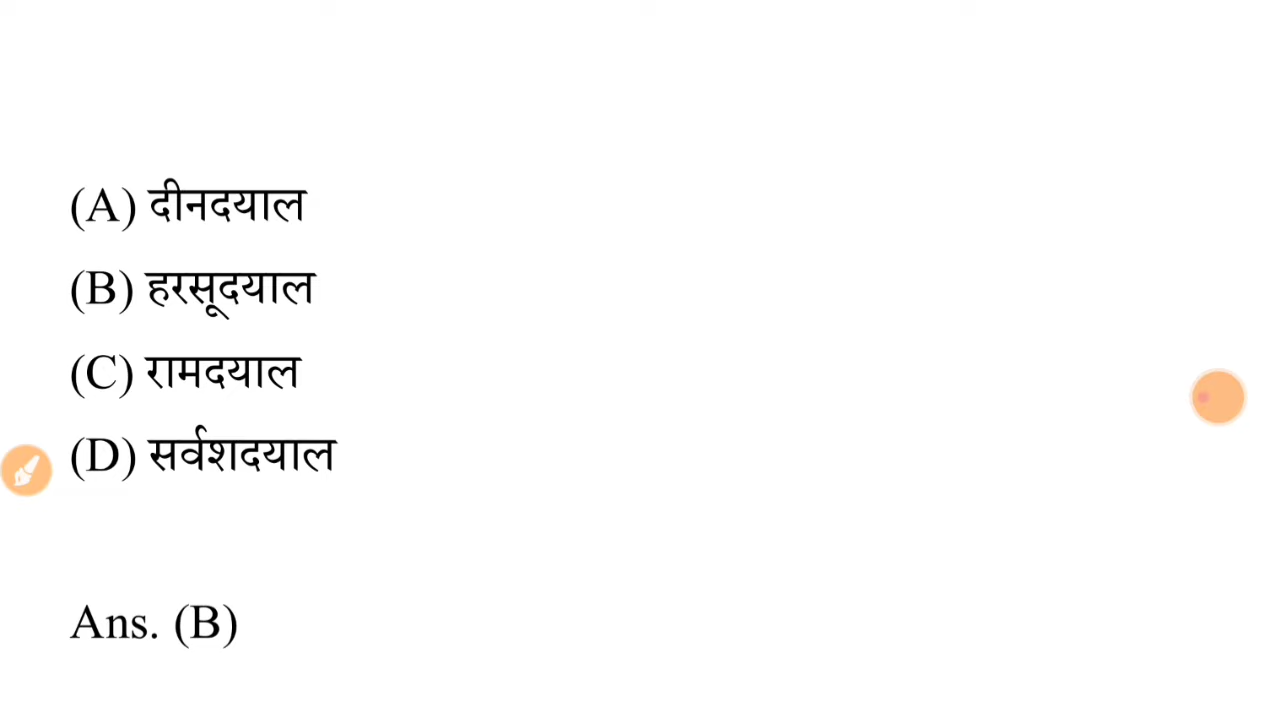 (A) दीनदयाल
(B) हरसूदयाल
(C) रामदयाल
(D) सर्वशदयाल
Ans. (B)